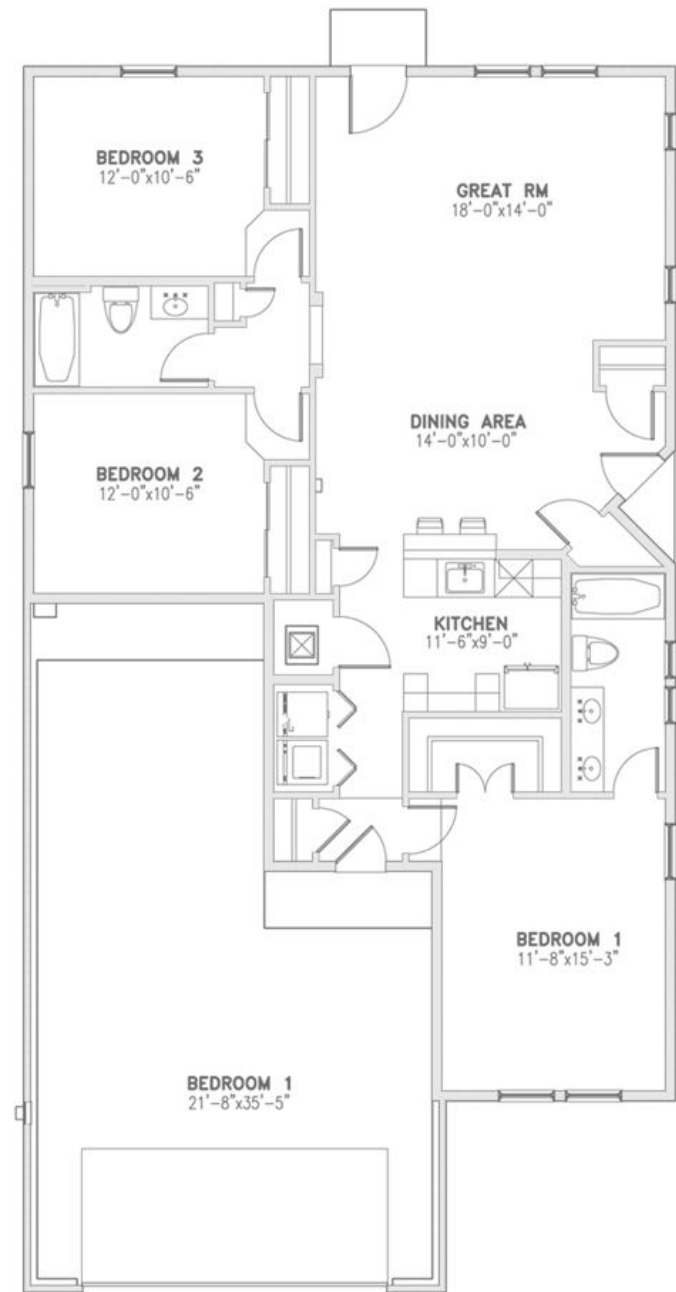 BEDROOM 3
12'-0"x10'-6"
GREAT RM
18'-0"x14'-0"
DINING AREA
14'-0"x10'-0"
BEDROOM 2
12'-0"x10'-6"
KITCHEN
11'-6"x9'-0"
BEDROOM 1
11'-8"x15'-3"
BEDROOM 1
21'-8"x35'-5"